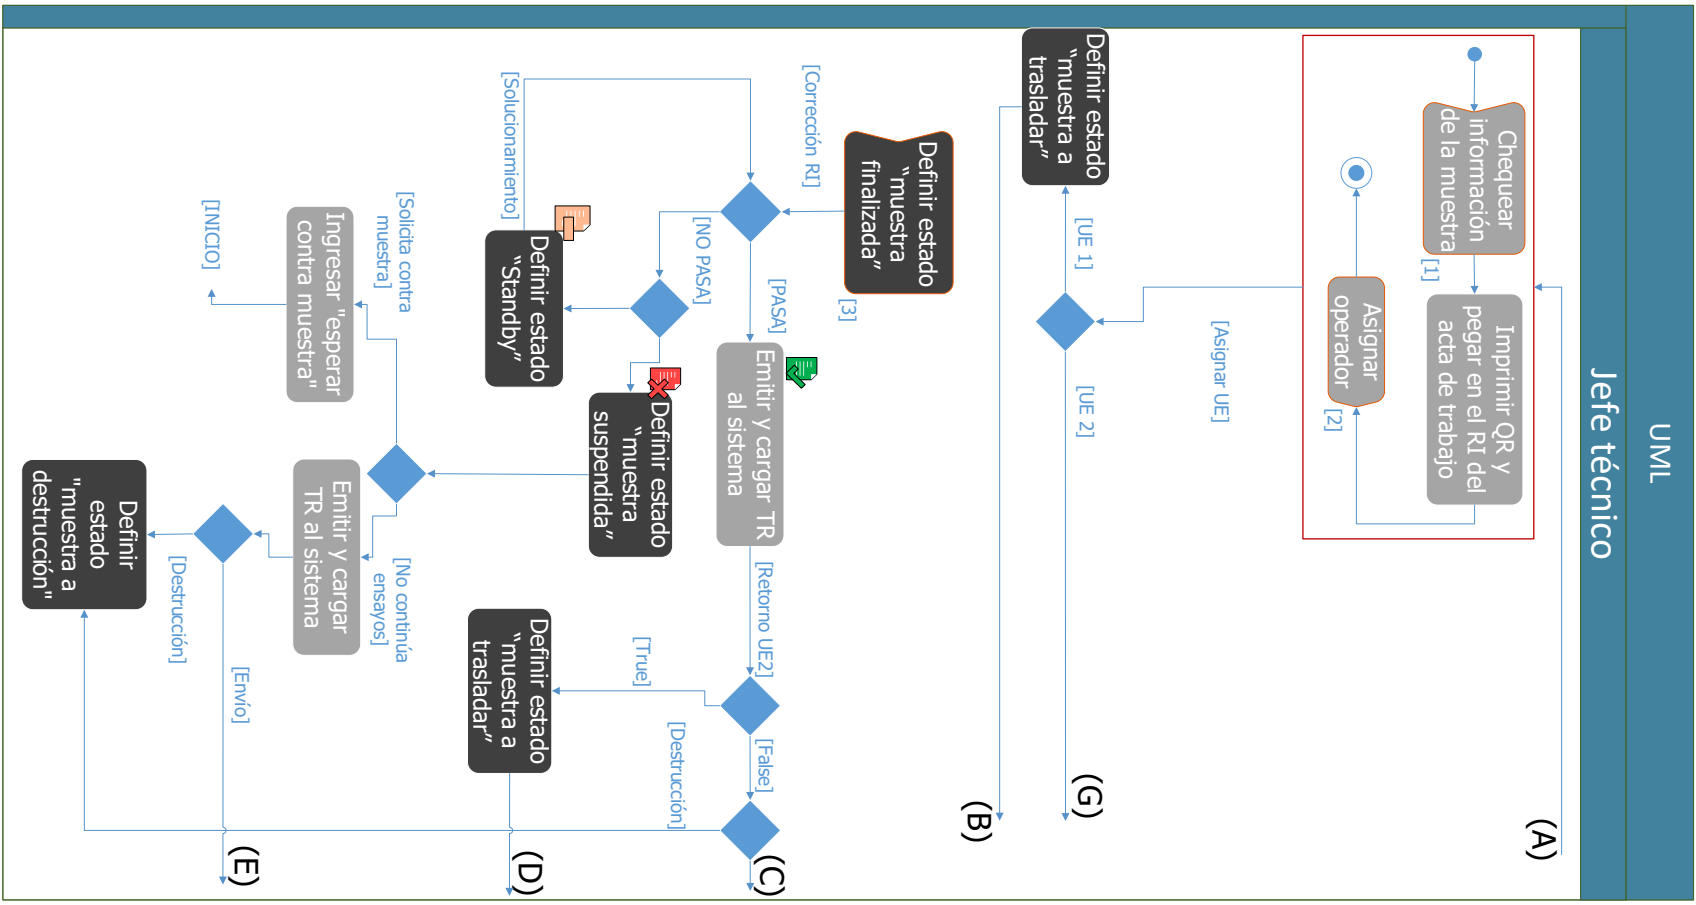 UML
Jefe técnico
(A)
Chequear
información
de la muestra
[1]
Imprimir QR y
pegar en el RI del
acta de trabajo
Asignar
operador
[2]
[Asignar UE]
[UE 1]
[UE 2]
Definir estado
“muestra a
trasladar”
(G)
(B)
Definir estado
“muestra
finalizada”
[3]
[Corrección RI]
[PASA]
[NO PASA]
Emitir y cargar TR
al sistema
[Retorno UE2]
[False]
[True]
[Destrucción]
(C)
Definir estado
“Standby”
[Solucionamiento]
Definir estado
“muestra
suspendida”
Definir estado
“muestra a
trasladar”
(D)
[Solicita contra
muestra]
[No continúa
ensayos]
Ingresar "esperar
contra muestra"
[INICIO]
Emitir y cargar
TR al sistema
[Envío]
(E)
[Destrucción]
Definir
estado
"muestra a
destrucción"